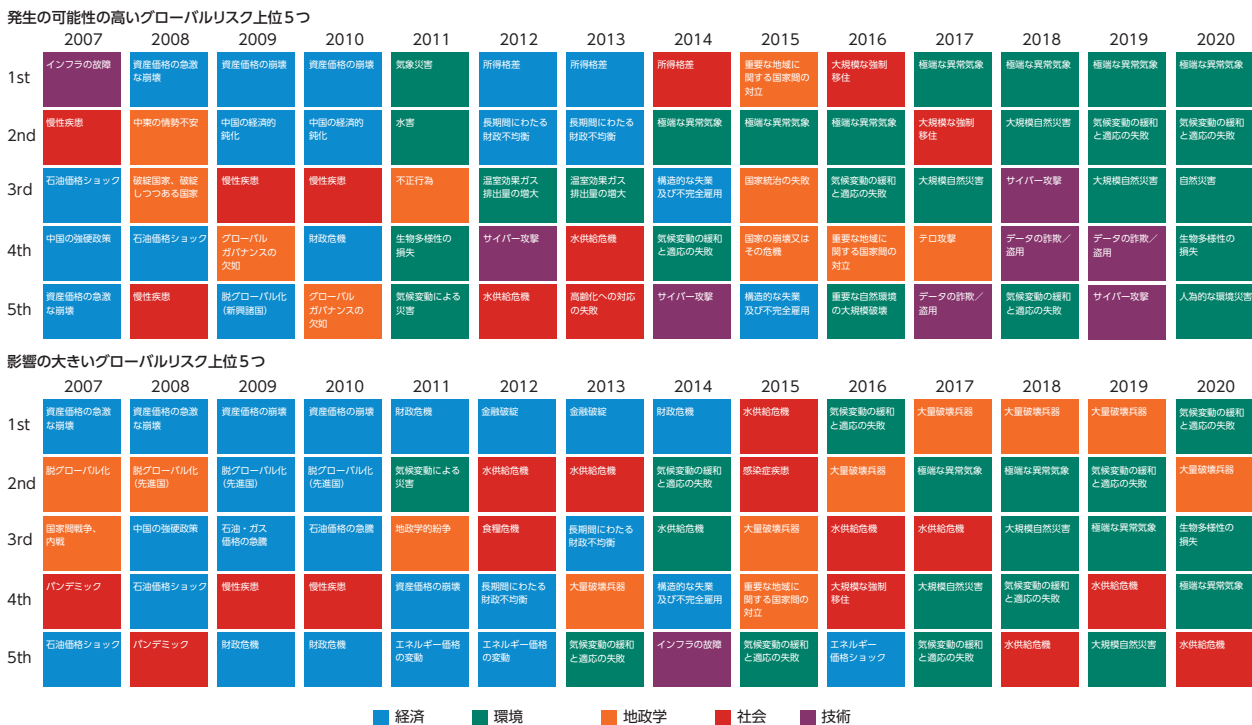 発生の可能性の高いグローバルリスク上位5つ
2007 2008 2009 2010 2011 2012 2013 2014 2015 2016 2017 2018 2019 2020
1st
インフラの故障
資産価格の急激
な崩壊
資産価格の崩壊
資産価格の崩壊
気象災害
所得格差
所得格差
所得格差
重要な地域に
関する国家間の
対立
大規模な強制
移住
極端な異常気象
極端な異常気象
極端な異常気象
極端な異常気象
2nd
慢性疾患
中東の情勢不安
中国の経済的
鈍化
中国の経済的
鈍化
水害
長期間にわたる
財政不均衡
長期間にわたる
財政不均衡
極端な異常気象
極端な異常気象
極端な異常気象
大規模な強制
移住
大規模自然災害
気候変動の緩和
と適応の失敗
気候変動の緩和
と適応の失敗
3rd
石油価格ショック
破綻国家、破綻
しつつある国家
慢性疾患
慢性疾患
不正行為
温室効果ガス
排出量の増大
温室効果ガス
排出量の増大
構造的な失業
及び不完全雇用
国家統治の失敗
気候変動の緩和
と適応の失敗
大規模自然災害
サイバー攻撃
大規模自然災害
自然災害
4th
中国の強硬政策
石油価格ショック
グローバル
ガバナンスの
欠如
財政危機
生物多様性の
損失
サイバー攻撃
水供給危機
気候変動の緩和
と適応の失敗
国家の崩壊又は
その危機
重要な地域に
関する国家間の
対立
テロ攻撃
データの詐欺／
盗用
データの詐欺／
盗用
生物多様性の
損失
5th
資産価格の急激
な崩壊
慢性疾患
脱グローバル化
(新興諸国)
グローバル
ガバナンスの
欠如
気候変動による
災害
水供給危機
高齢化への対応
の失敗
サイバー攻撃
構造的な失業
及び不完全雇用
重要な自然環境
の大規模破壊
データの詐欺／
盗用
気候変動の緩和
と適応の失敗
サイバー攻撃
人為的な環境災害
影響の大きいグローバルリスク上位5つ
2007 2008 2009 2010 2011 2012 2013 2014 2015 2016 2017 2018 2019 2020
1st
資産価格の急激
な崩壊
資産価格の急激
な崩壊
資産価格の崩壊
資産価格の崩壊
財政危機
金融破綻
金融破綻
財政危機
水供給危機
気候変動の緩和
と適応の失敗
大量破壊兵器
大量破壊兵器
大量破壊兵器
気候変動の緩和
と適応の失敗
2nd
脱グローバル化
脱グローバル化
(先進国)
脱グローバル化
(先進国)
脱グローバル化
(先進国)
気候変動による
災害
水供給危機
水供給危機
気候変動の緩和
と適応の失敗
感染症疾患
大量破壊兵器
極端な異常気象
極端な異常気象
気候変動の緩和
と適応の失敗
大量破壊兵器
3rd
国家間戦争、
内戦
中国の強硬政策
石油・ガス
価格の急騰
石油価格の急騰
地政学的紛争
食糧危機
長期間にわたる
財政不均衡
水供給危機
大量破壊兵器
水供給危機
水供給危機
大規模自然災害
極端な異常気象
生物多様性の
損失
4th
パンデミック
石油価格ショック
慢性疾患
慢性疾患
資産価格の崩壊
長期間にわたる
財政不均衡
大量破壊兵器
構造的な失業
及び不完全雇用
重要な地域に
関する国家間の
対立
大規模な強制
移住
大規模自然災害
気候変動の緩和
と適応の失敗
水供給危機
極端な異常気象
5th
石油価格ショック
パンデミック
財政危機
財政危機
エネルギー価格
の変動
エネルギー価格
の変動
気候変動の緩和
と適応の失敗
インフラの故障
気候変動の緩和
と適応の失敗
エネルギー
価格ショック
気候変動の緩和
と適応の失敗
水供給危機
大規模自然災害
水供給危機
経済 環境 地政学 社会 技術